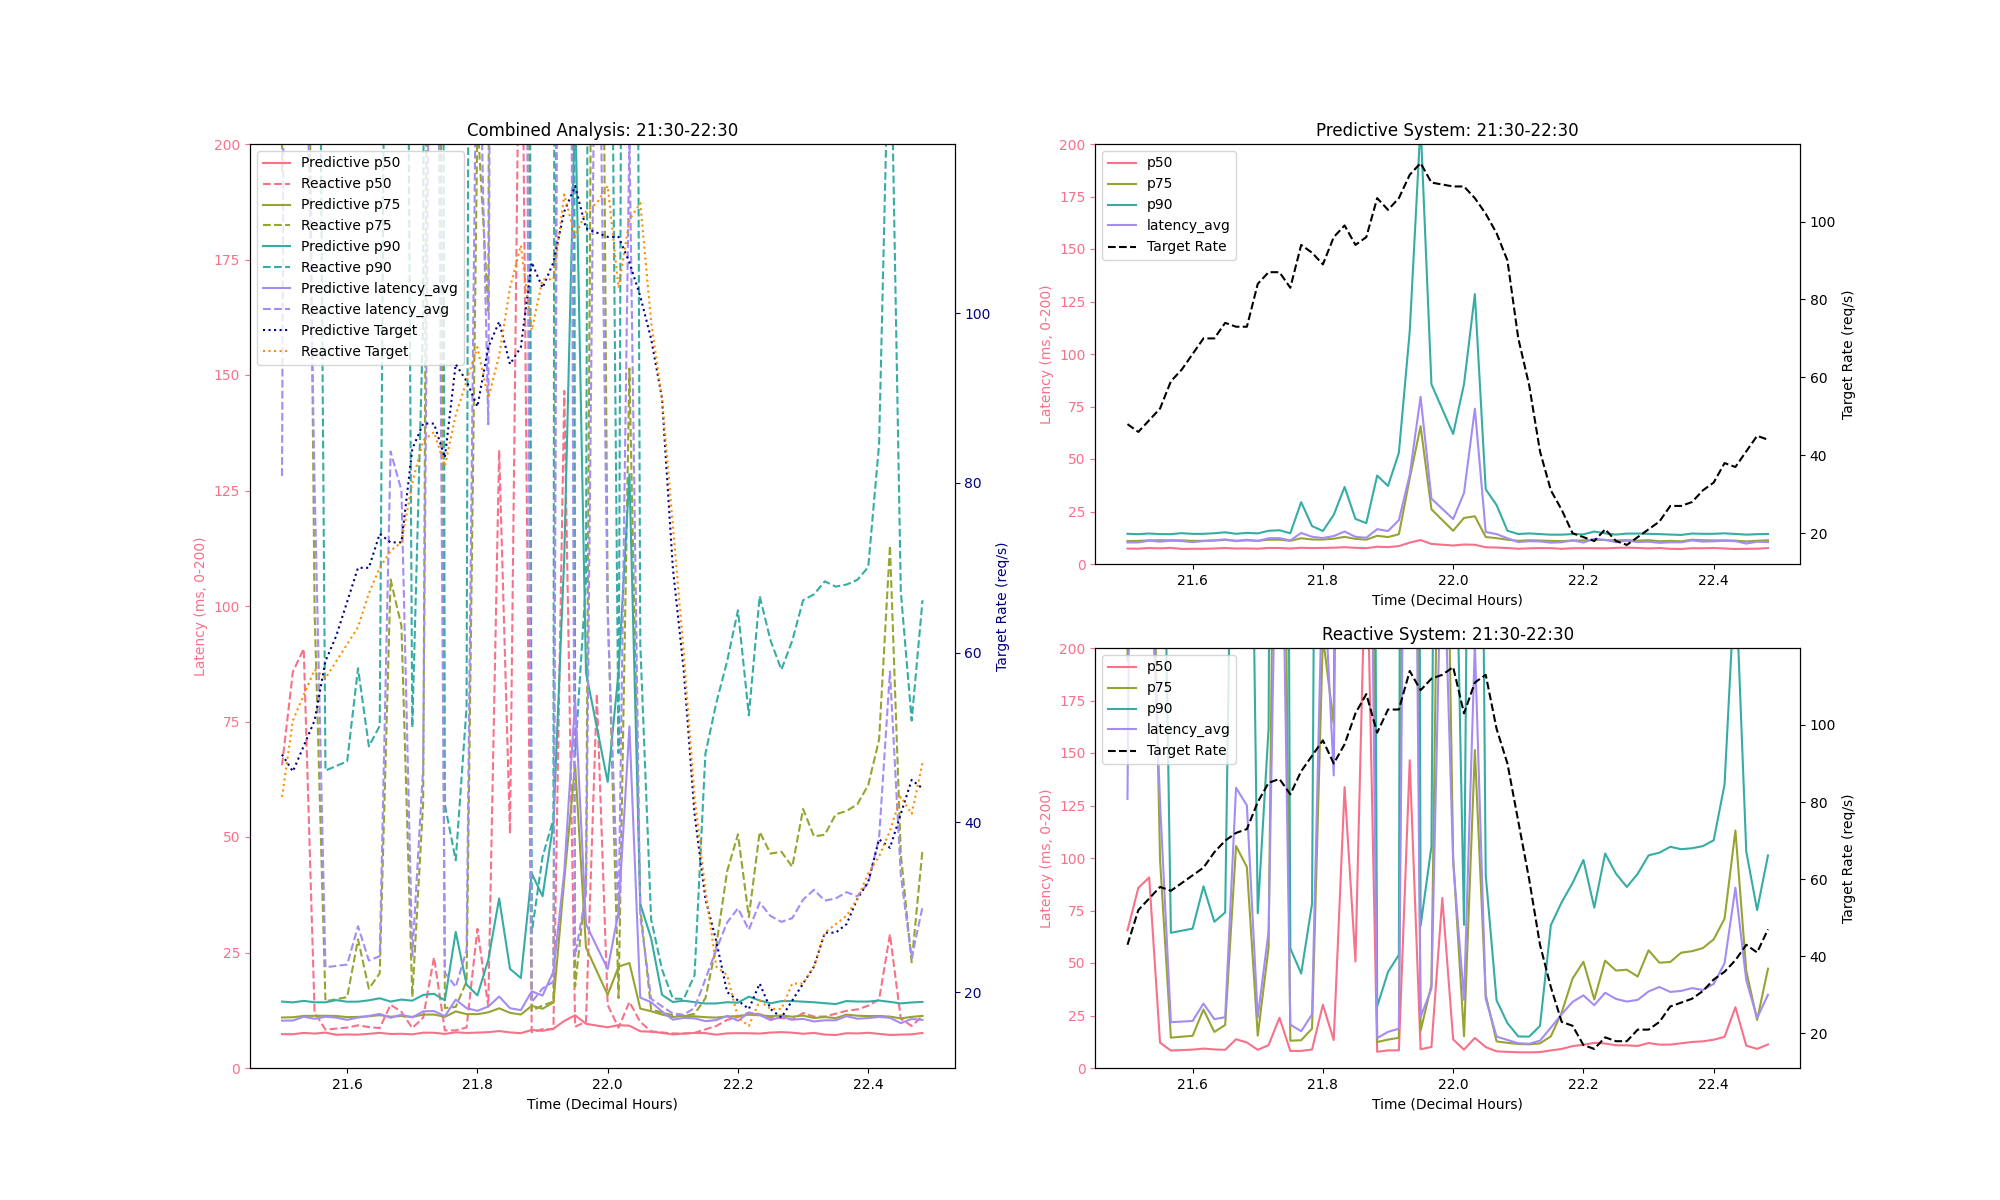 Combined Analysis: 21:30-22:30
200
175
150
125
100
75
50
25
0
Latency (ms, 0-200)
Predictive p50
Reactive p50
Predictive p75
Reactive p75
Predictive p90
Reactive p90
Predictive latency_avg
Reactive latency_avg
Predictive Target
Reactive Target
100
80
60
40
20
Target Rate (req/s)
21.6 21.8 22.0 22.2 22.4
Time (Decimal Hours)
Predictive System: 21:30-22:30
200
175
150
125
100
75
50
25
0
Latency (ms, 0-200)
p50
p75
p90
latency_avg
Target Rate
100
80
60
40
20
Target Rate (req/s)
21.6 21.8 22.0 22.2 22.4
Time (Decimal Hours)
Reactive System: 21:30-22:30
200
175
150
125
100
75
50
25
0
Latency (ms, 0-200)
p50
p75
p90
latency_avg
Target Rate
100
80
60
40
20
Target Rate (req/s)
21.6 21.8 22.0 22.2 22.4
Time (Decimal Hours)